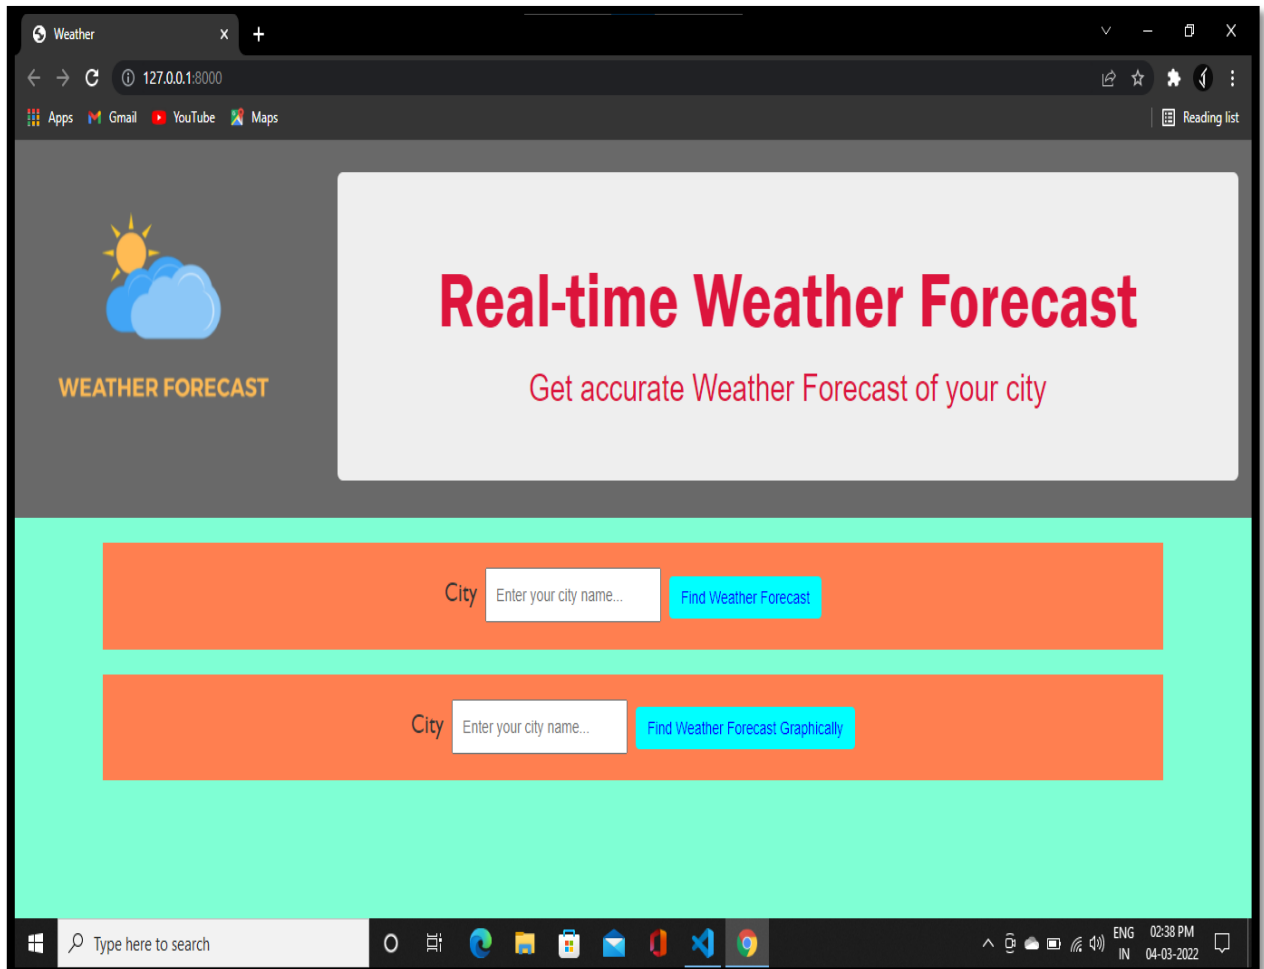 Weather
127.0.0.1:8000
Apps Gmail YouTube Maps Reading list
WEATHER FORECAST
Real-time Weather Forecast
Get accurate Weather Forecast of your city
City Enter your city name... Find Weather Forecast
City Enter your city name... Find Weather Forecast Graphically
Type here to search
ENG 02:38 PM
IN 04-03-2022